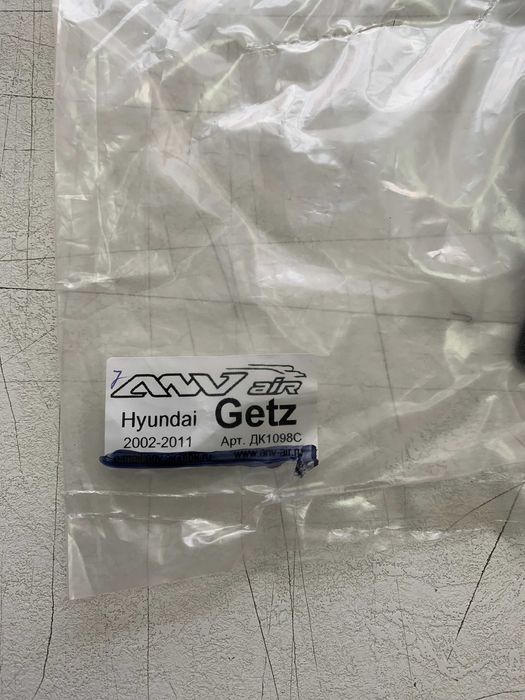 ANV air
Hyundai Getz
2002-2011 Арт. ДК1098С
www.anv-air.ru